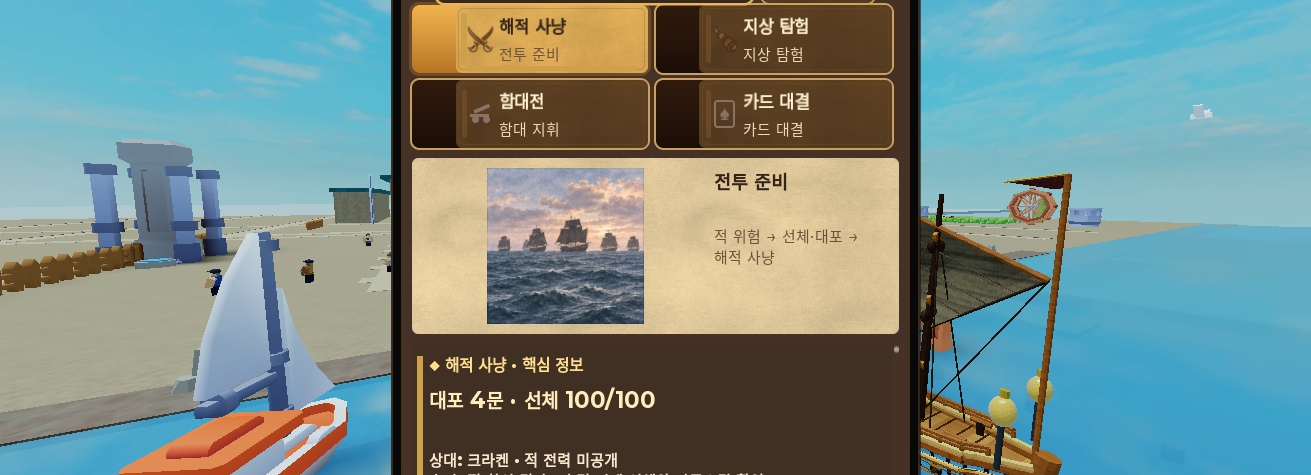 해적 사냥
전투 준비
지상 탐험
지상 탐험
함대전
함대 지휘
카드 대결
카드 대결
전투 준비
적 위험 → 선체·대포 →
해적 사냥
◆ 해적 사냥 • 핵심 정보
대포 4문 • 선체 100/100
상대: 크라켄 • 적 전력 미공개